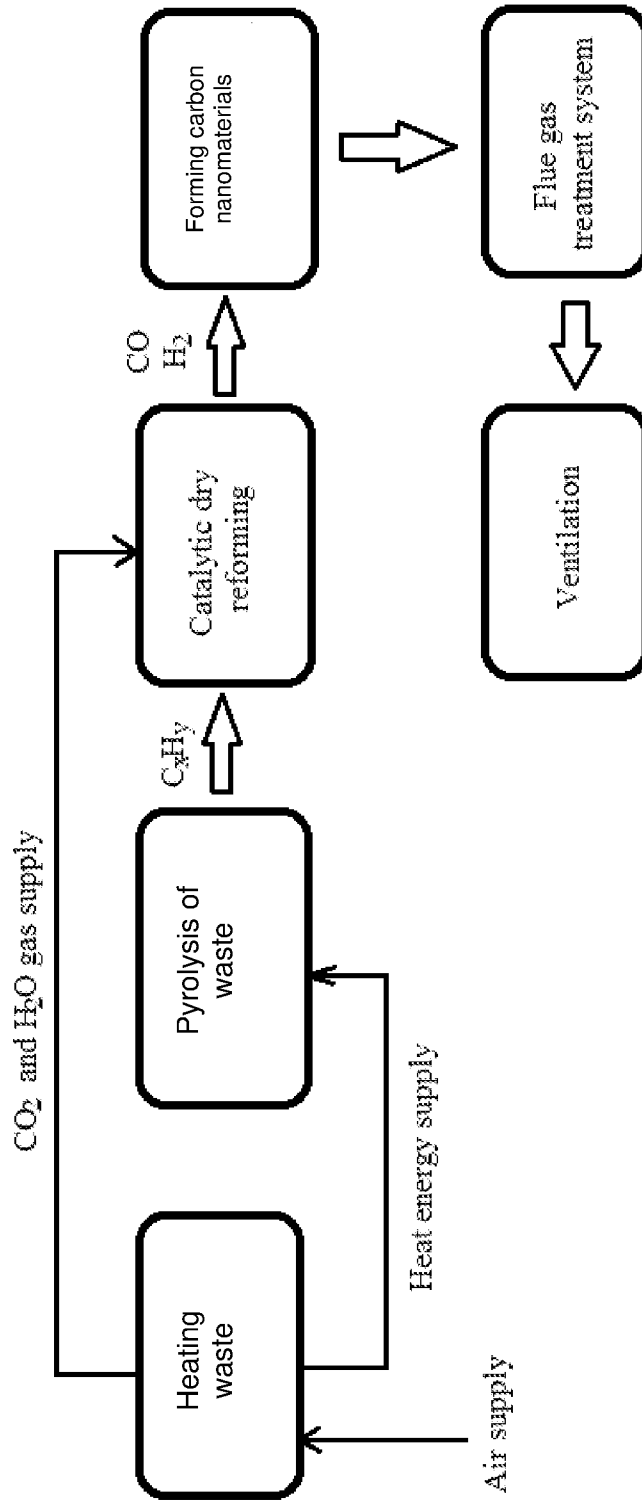 CO₂ and H₂O gas supply
Heating
waste
Pyrolysis of
waste
CₓHy
Catalytic dry
reforming
CO
H₂
Forming carbon
nanomaterials
Air supply
Heat energy supply
Ventilation
Flue gas
treatment system